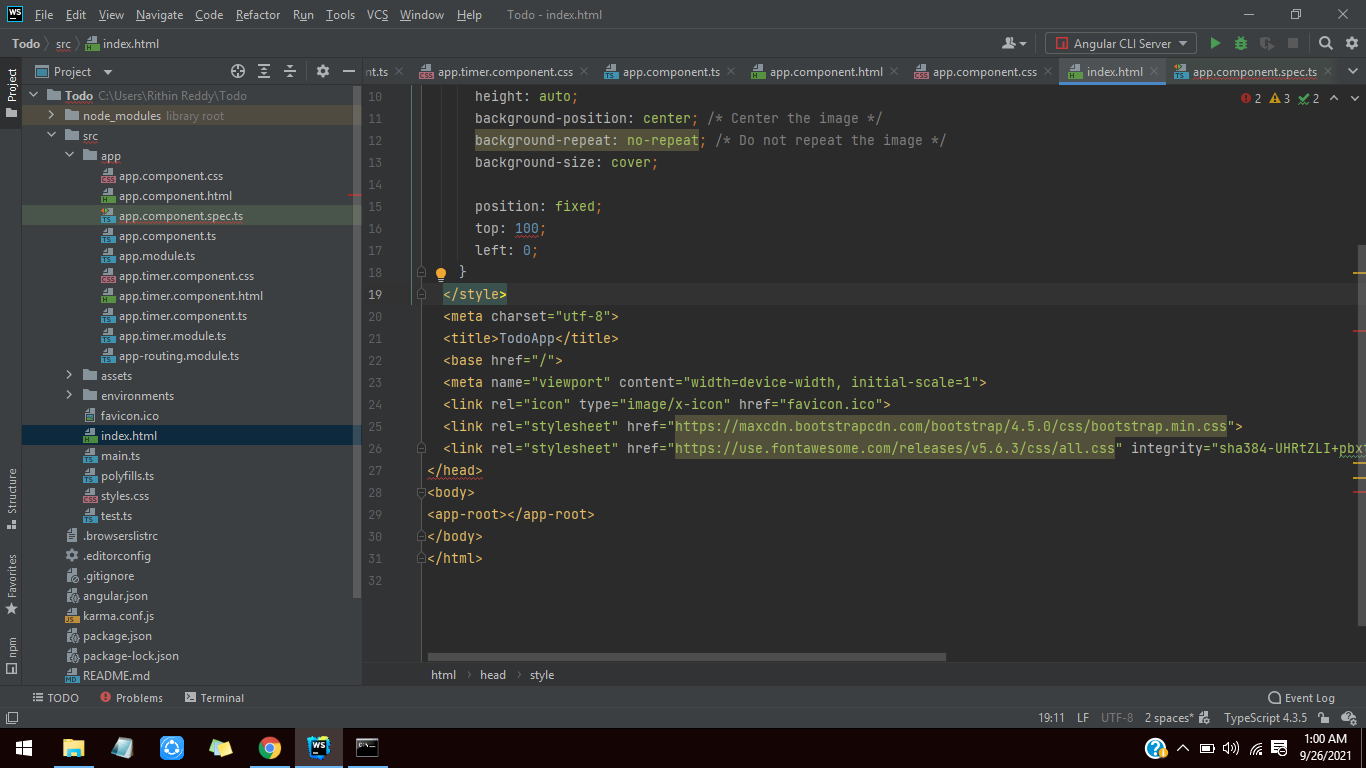 WS File Edit View Navigate Code Refactor Run Tools VCS Window Help Todo - index.html
Todo src index.html Angular CLI Server
Project Project nt.ts app.timer.component.css app.component.ts app.component.html app.component.css index.html app.component.spec.ts
Todo C:\Users\Rithin Reddy\Todo
node_modules library root
src
app
app.component.css
app.component.html
app.component.spec.ts
app.component.ts
app.module.ts
app.timer.component.css
app.timer.component.html
app.timer.component.ts
app.timer.module.ts
app-routing.module.ts
assets
environments
favicon.ico
index.html
main.ts
polyfills.ts
styles.css
test.ts
.browserslistrc
.editorconfig
.gitignore
angular.json
karma.conf.js
package.json
package-lock.json
README.md
Structure
Favorites
npm
2 3 2
10 height: auto;
11 background-position: center; /* Center the image */
12 background-repeat: no-repeat; /* Do not repeat the image */
13 background-size: cover;
14
15 position: fixed;
16 top: 100;
17 left: 0;
18 }
19 </style>
20 <meta charset="utf-8">
21 <title>TodoApp</title>
22 <base href="/">
23 <meta name="viewport" content="width=device-width, initial-scale=1">
24 <link rel="icon" type="image/x-icon" href="favicon.ico">
25 <link rel="stylesheet" href="https://maxcdn.bootstrapcdn.com/bootstrap/4.5.0/css/bootstrap.min.css">
26 <link rel="stylesheet" href="https://use.fontawesome.com/releases/v5.6.3/css/all.css" integrity="sha384-UHRtZLI+pbxt
27 </head>
28 <body>
29 <app-root></app-root>
30 </body>
31 </html>
32
html head style
TODO Problems Terminal Event Log
19:11 LF UTF-8 2 spaces* TypeScript 4.3.5
1:00 AM
9/26/2021